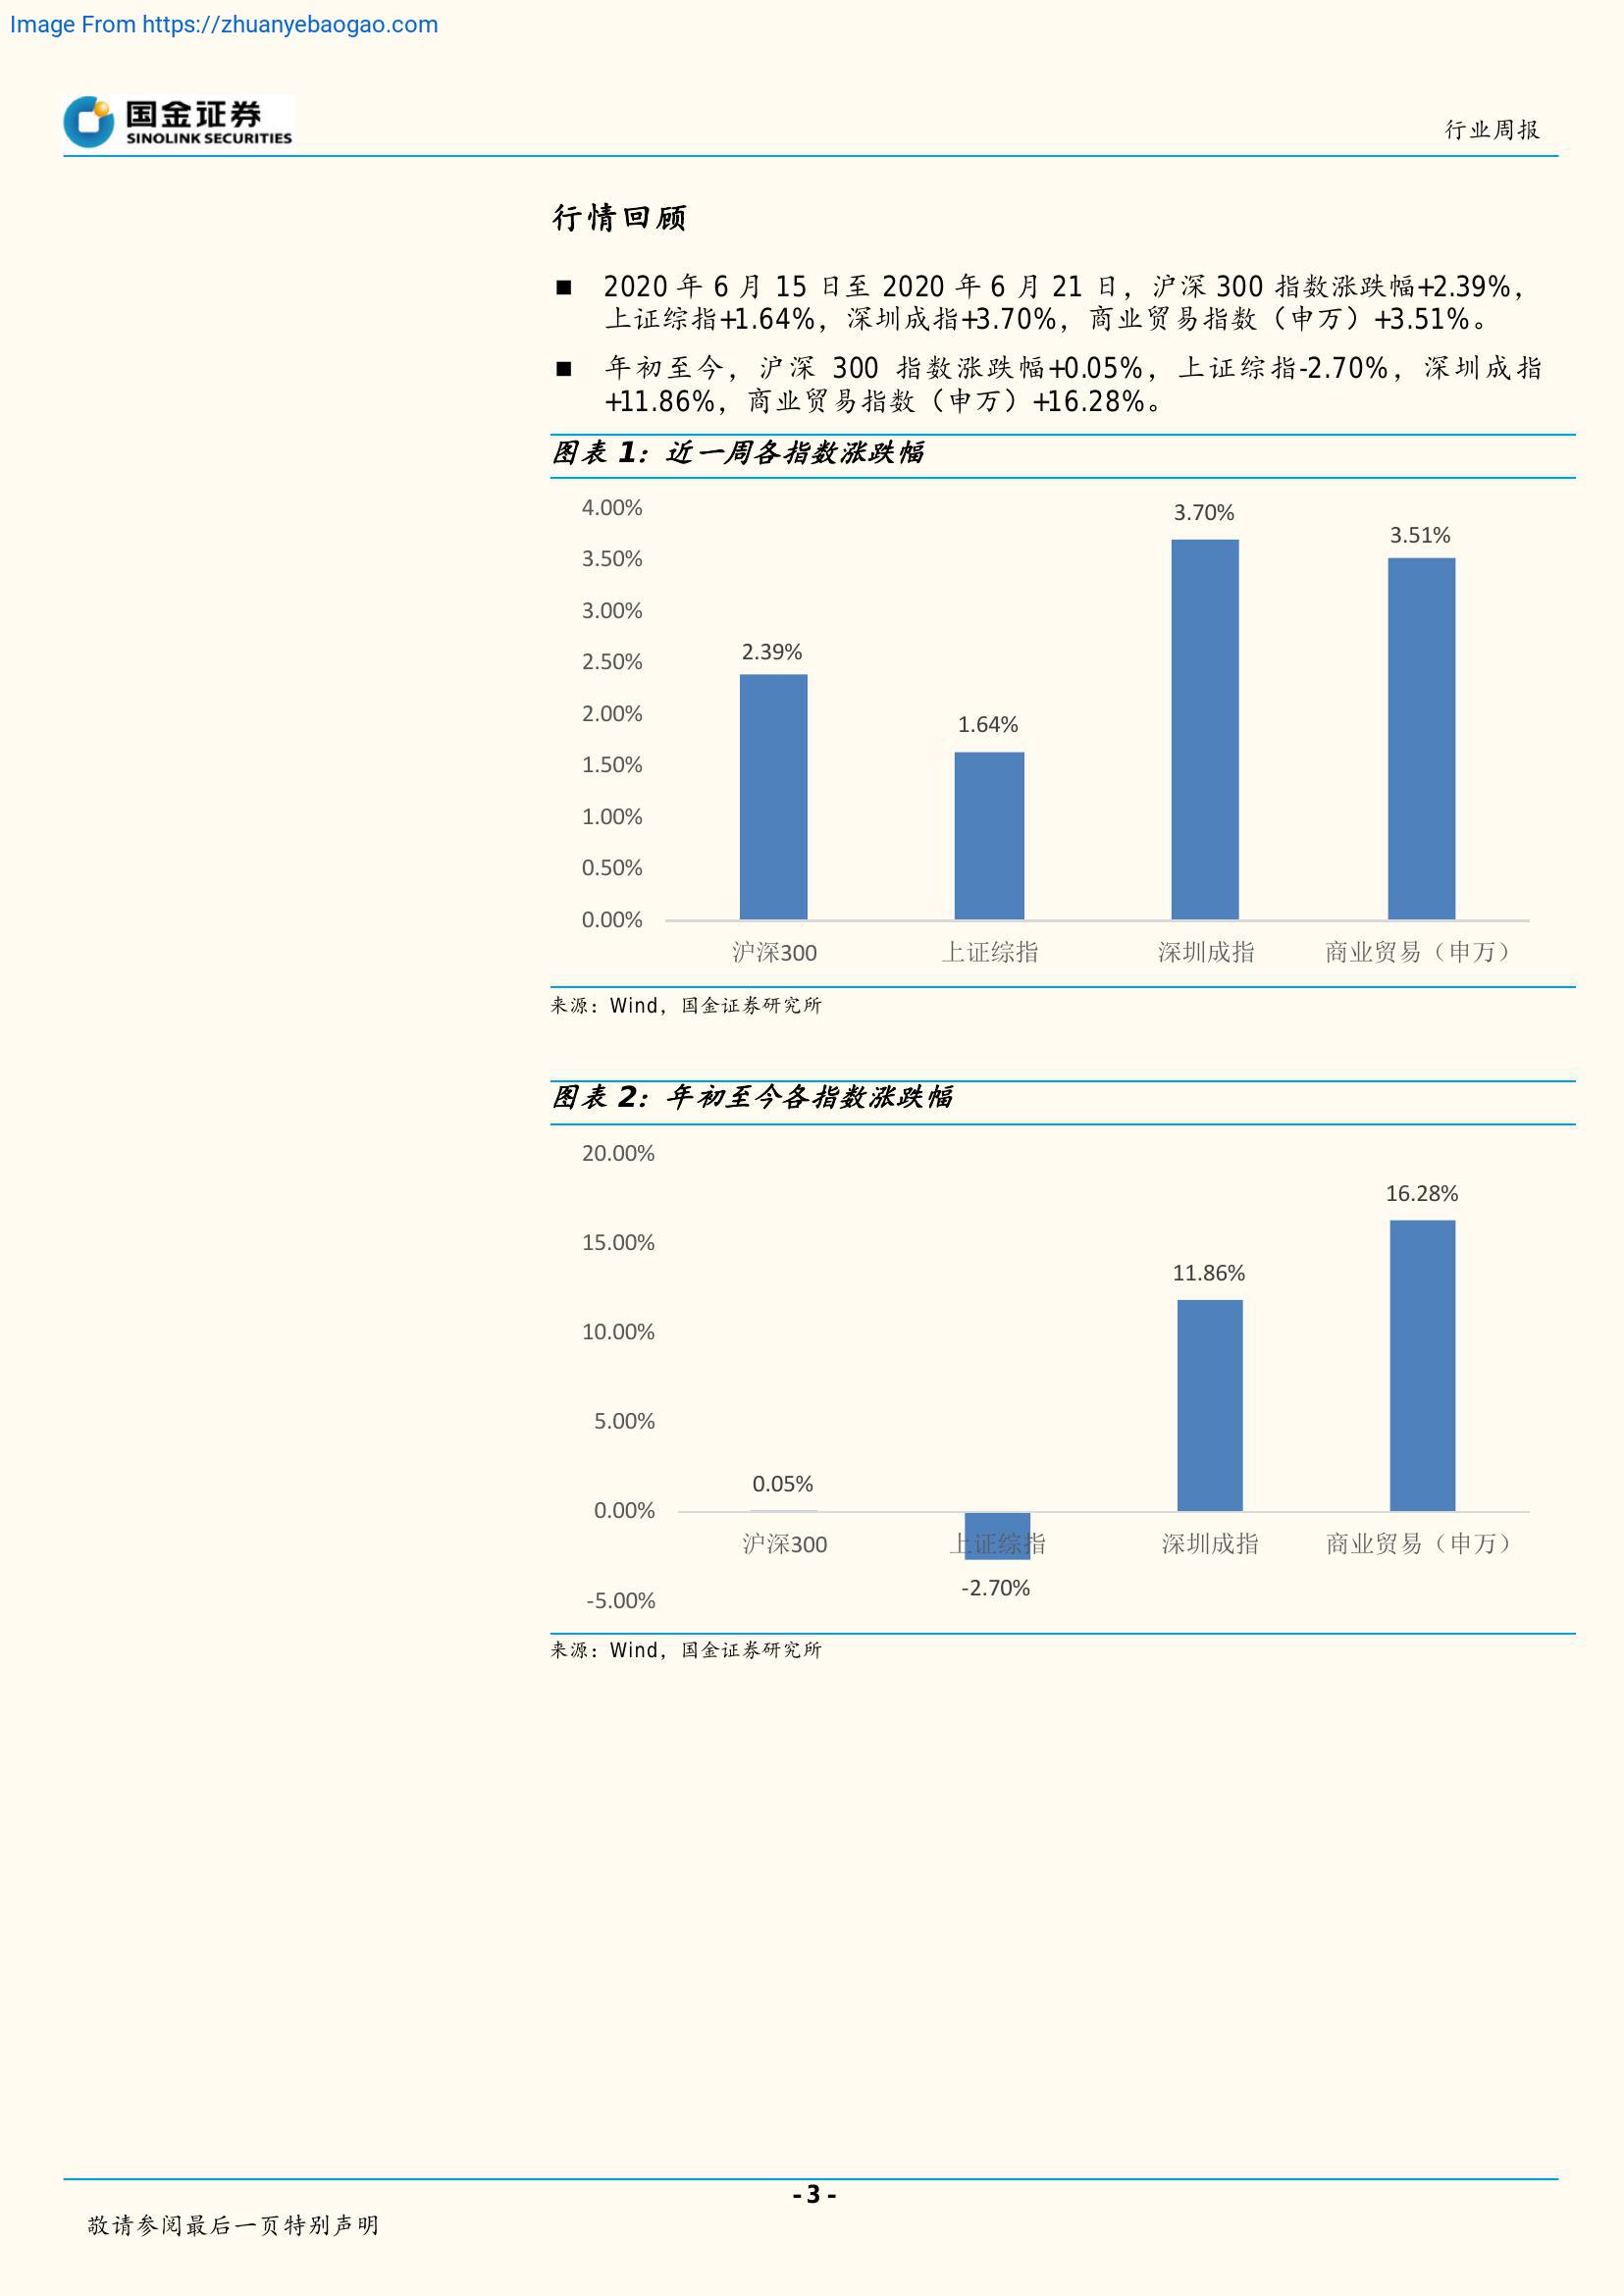 Image From https://zhuanyebaogao.com
国金证券
SINOLINK SECURITIES
行业周报
行情回顾
■ 2020 年 6 月 15 日至 2020 年 6 月 21 日，沪深 300 指数涨跌幅+2.39%，
上证综指+1.64%，深圳成指+3.70%，商业贸易指数（申万）+3.51%。
■ 年初至今，沪深 300 指数涨跌幅+0.05%，上证综指-2.70%，深圳成指
+11.86%，商业贸易指数（申万）+16.28%。
图表 1：近一周各指数涨跌幅
4.00%
3.50%
3.00%
2.50%
2.00%
1.50%
1.00%
0.50%
0.00%
2.39%
1.64%
3.70%
3.51%
沪深300 上证综指 深圳成指 商业贸易（申万）
来源：Wind，国金证券研究所
图表 2：年初至今各指数涨跌幅
20.00%
15.00%
10.00%
5.00%
0.00%
-5.00%
0.05%
-2.70%
11.86%
16.28%
沪深300 上证综指 深圳成指 商业贸易（申万）
来源：Wind，国金证券研究所
- 3 -
敬请参阅最后一页特别声明